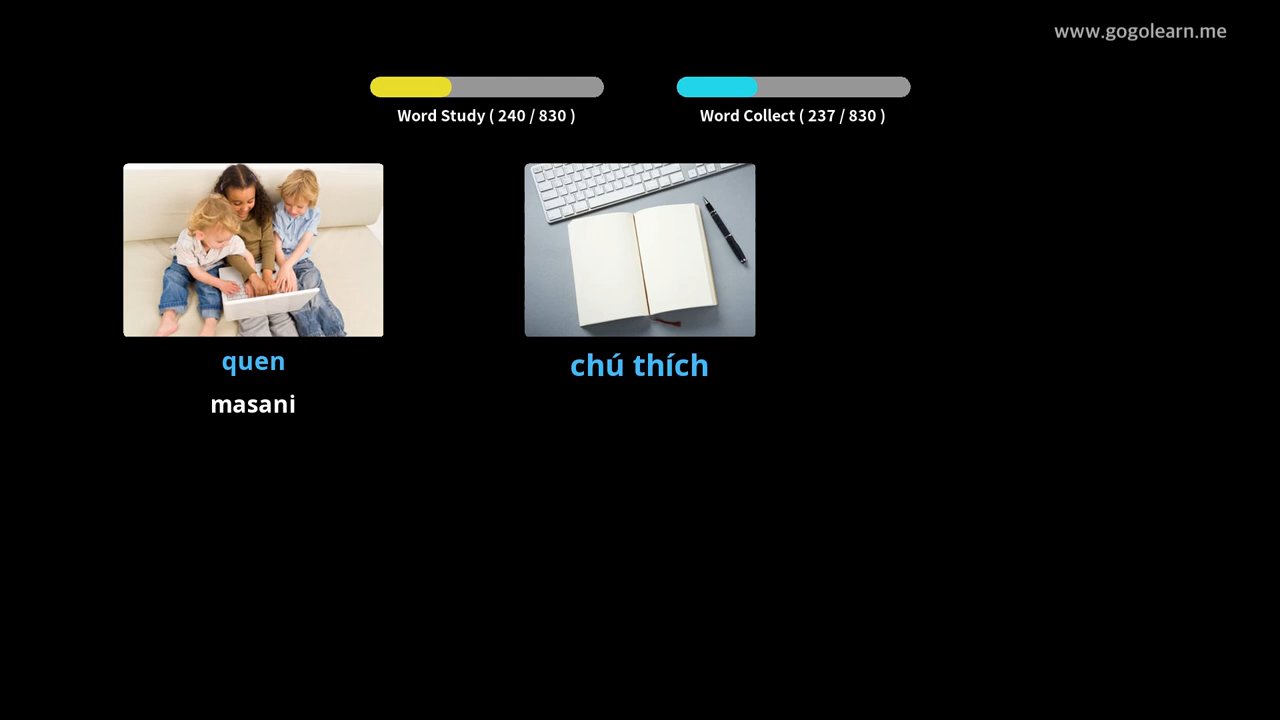 www.gogolearn.me
Word Study ( 240 / 830 )
Word Collect ( 237 / 830 )
quen
masani
chú thích